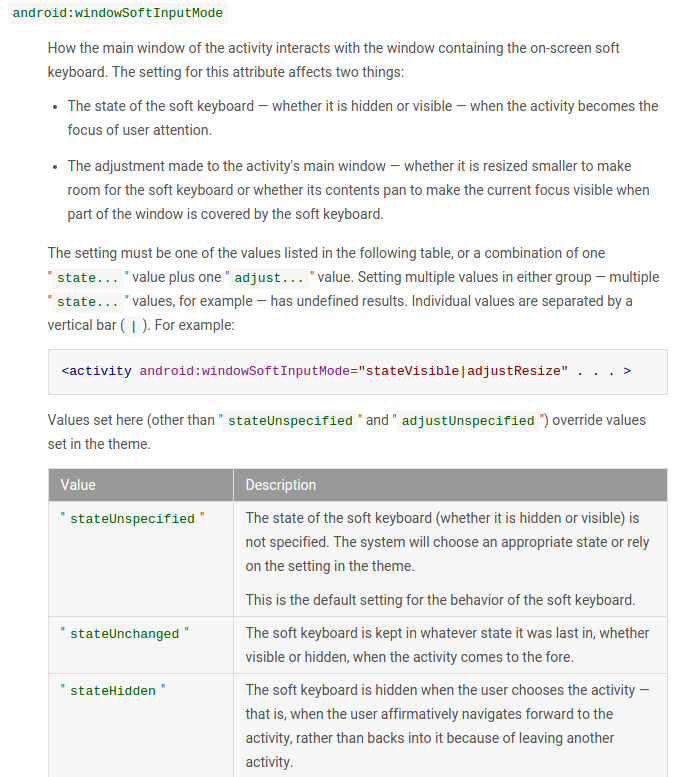 android:windowSoftInputMode
How the main window of the activity interacts with the window containing the on-screen soft
keyboard. The setting for this attribute affects two things:
• The state of the soft keyboard — whether it is hidden or visible — when the activity becomes the
focus of user attention.
• The adjustment made to the activity's main window — whether it is resized smaller to make
room for the soft keyboard or whether its contents pan to make the current focus visible when
part of the window is covered by the soft keyboard.
The setting must be one of the values listed in the following table, or a combination of one
"state..." value plus one "adjust..." value. Setting multiple values in either group — multiple
"state..." values, for example — has undefined results. Individual values are separated by a
vertical bar ( | ). For example:
<activity android:windowSoftInputMode="stateVisible|adjustResize" . . . >
Values set here (other than "stateUnspecified" and "adjustUnspecified") override values
set in the theme.
Value Description
"stateUnspecified" The state of the soft keyboard (whether it is hidden or visible) is
not specified. The system will choose an appropriate state or rely
on the setting in the theme.
This is the default setting for the behavior of the soft keyboard.
"stateUnchanged" The soft keyboard is kept in whatever state it was last in, whether
visible or hidden, when the activity comes to the fore.
"stateHidden" The soft keyboard is hidden when the user chooses the activity —
that is, when the user affirmatively navigates forward to the
activity, rather than backs into it because of leaving another
activity.